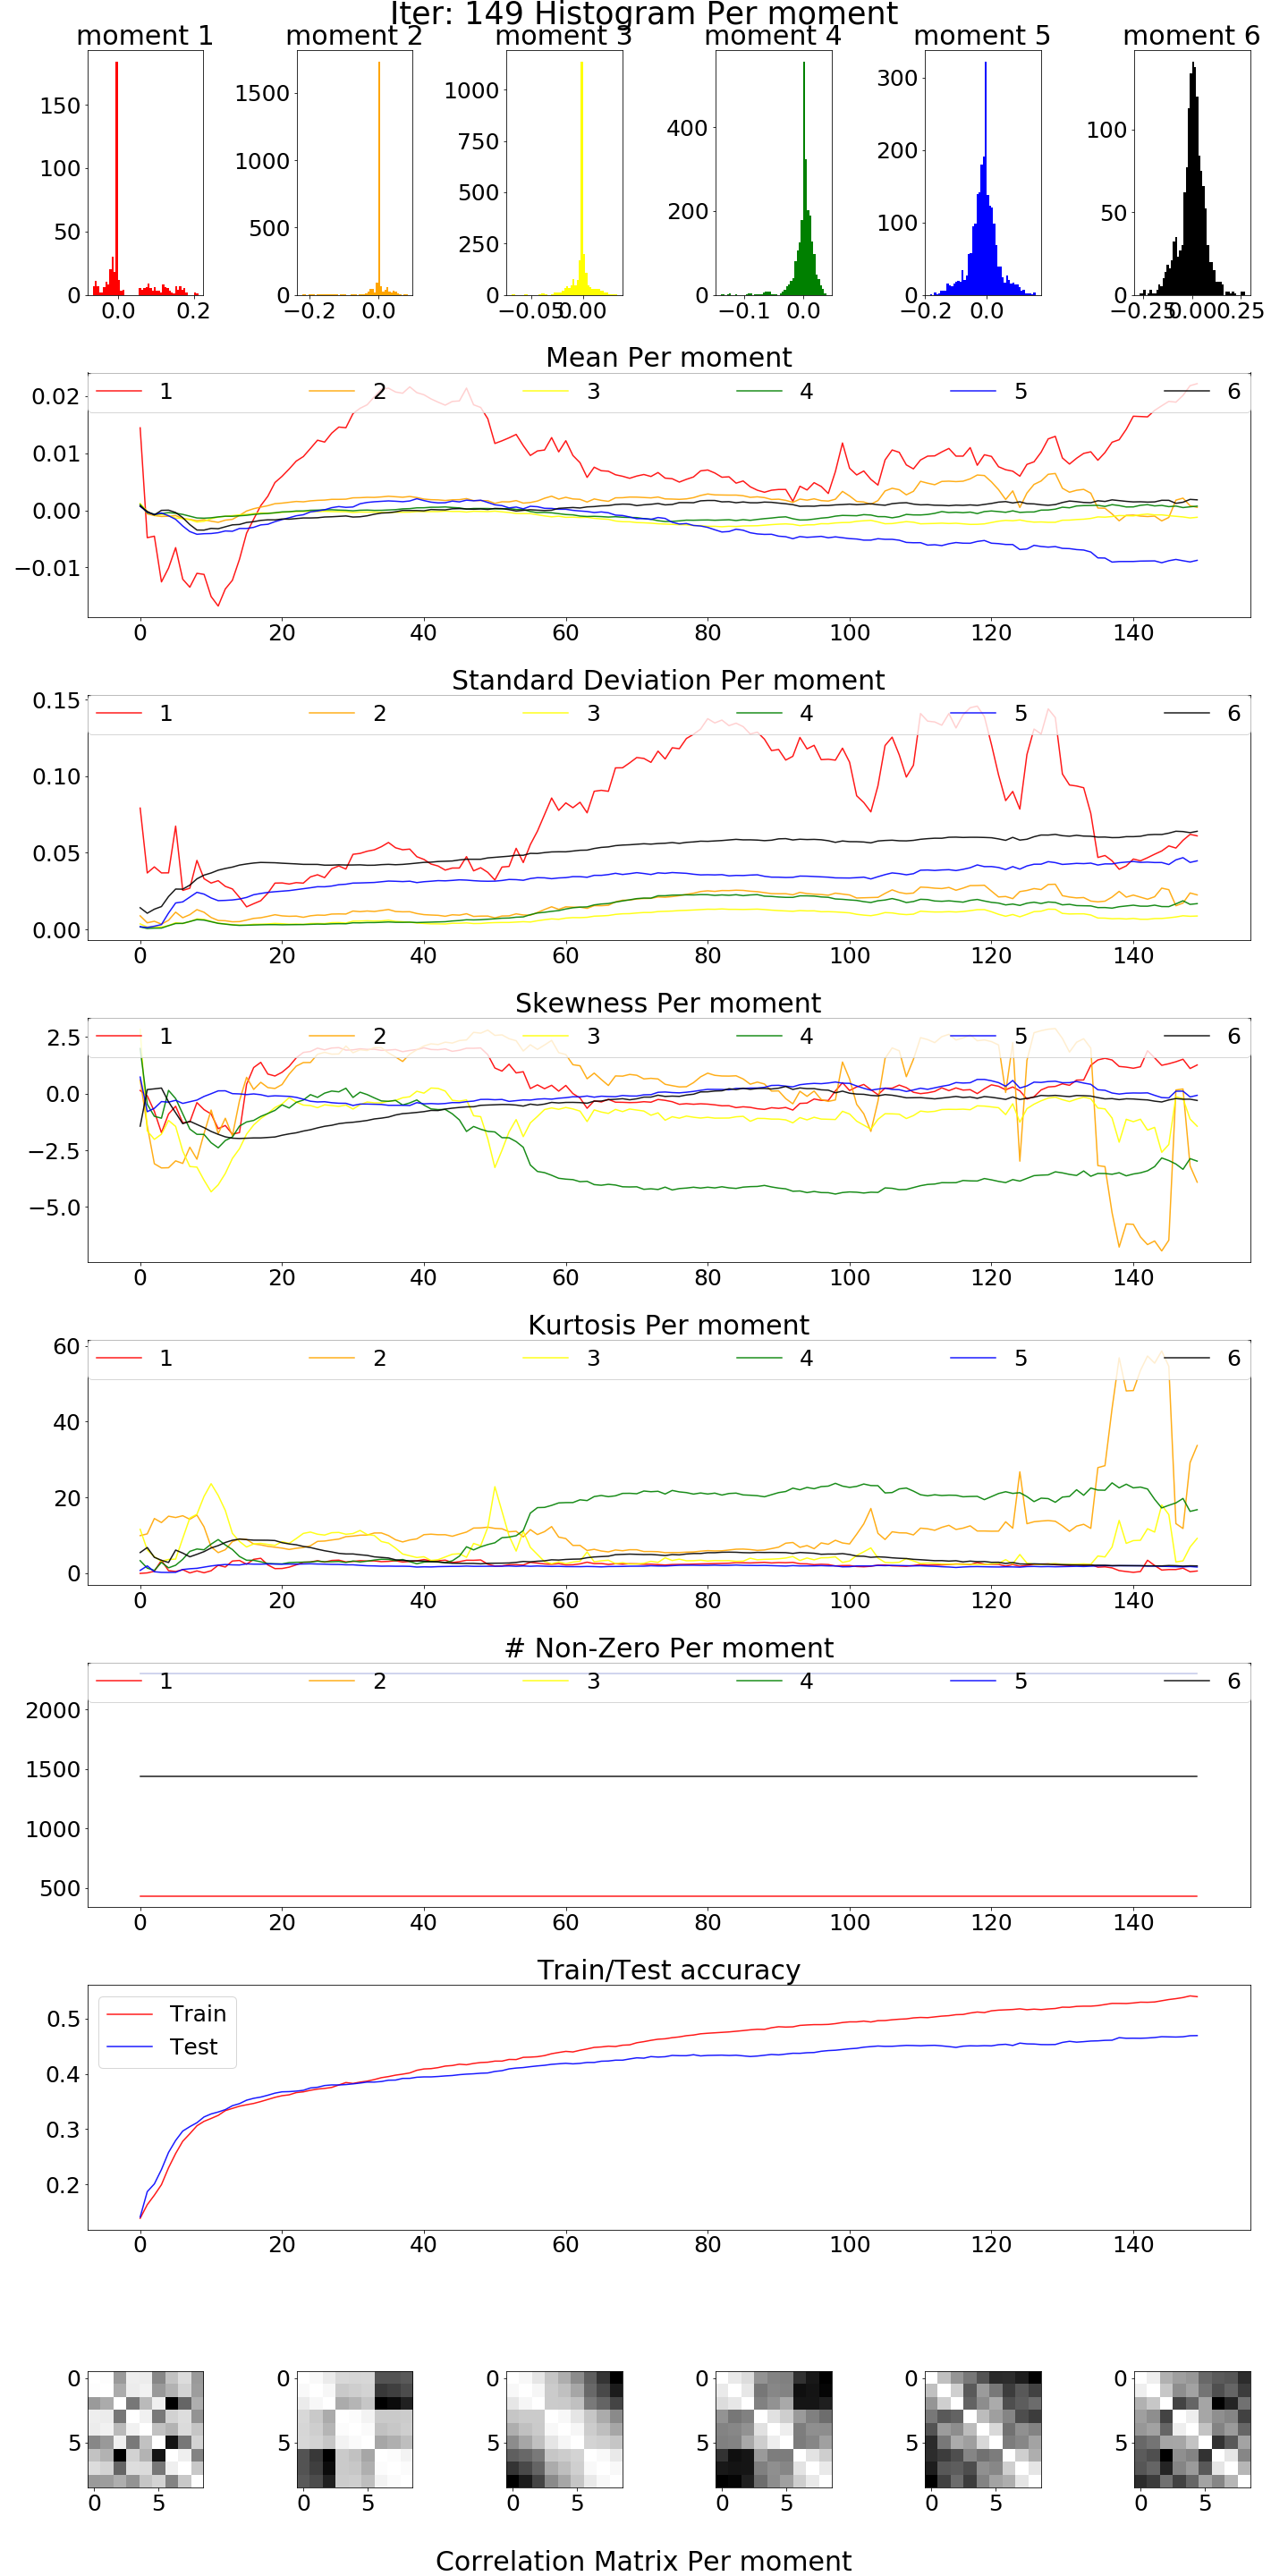 Iter: 149 Histogram Per moment
moment 1 moment 2 moment 3 moment 4 moment 5 moment 6
150
100
50
0
0.0 0.2
1500
1000
500
0
−0.2 0.0
1000
750
500
250
0
−0.05 0.00
400
200
0
−0.1 0.0
300
200
100
0
−0.2 0.0
100
50
0
−0.25 0.00 0.25
Mean Per moment
1 2 3 4 5 6
0.02
0.01
0.00
−0.01
0 20 40 60 80 100 120 140
Standard Deviation Per moment
1 2 3 4 5 6
0.15
0.10
0.05
0.00
0 20 40 60 80 100 120 140
Skewness Per moment
1 2 3 4 5 6
2.5
0.0
−2.5
−5.0
0 20 40 60 80 100 120 140
Kurtosis Per moment
1 2 3 4 5 6
60
40
20
0
0 20 40 60 80 100 120 140
# Non-Zero Per moment
1 2 3 4 5 6
2000
1500
1000
500
0 20 40 60 80 100 120 140
Train/Test accuracy
Train
Test
0.5
0.4
0.3
0.2
0 20 40 60 80 100 120 140
0 0 0 0 0 0
5 5 5 5 5 5
0 5 0 5 0 5 0 5 0 5 0 5
Correlation Matrix Per moment